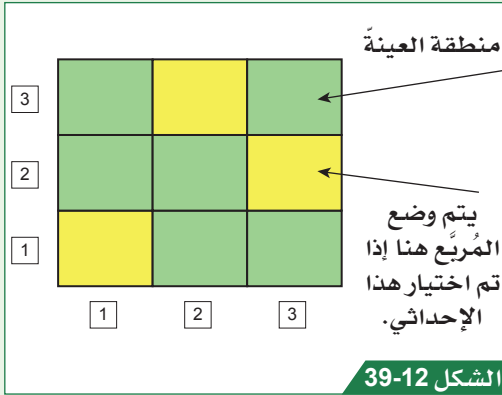 منطقة العينةّ
3
2
1
1 2 3
يتم وضع
المُربَّع هنا إذا
تم اختيار هذا
الإحداثي.
الشكل 12-39